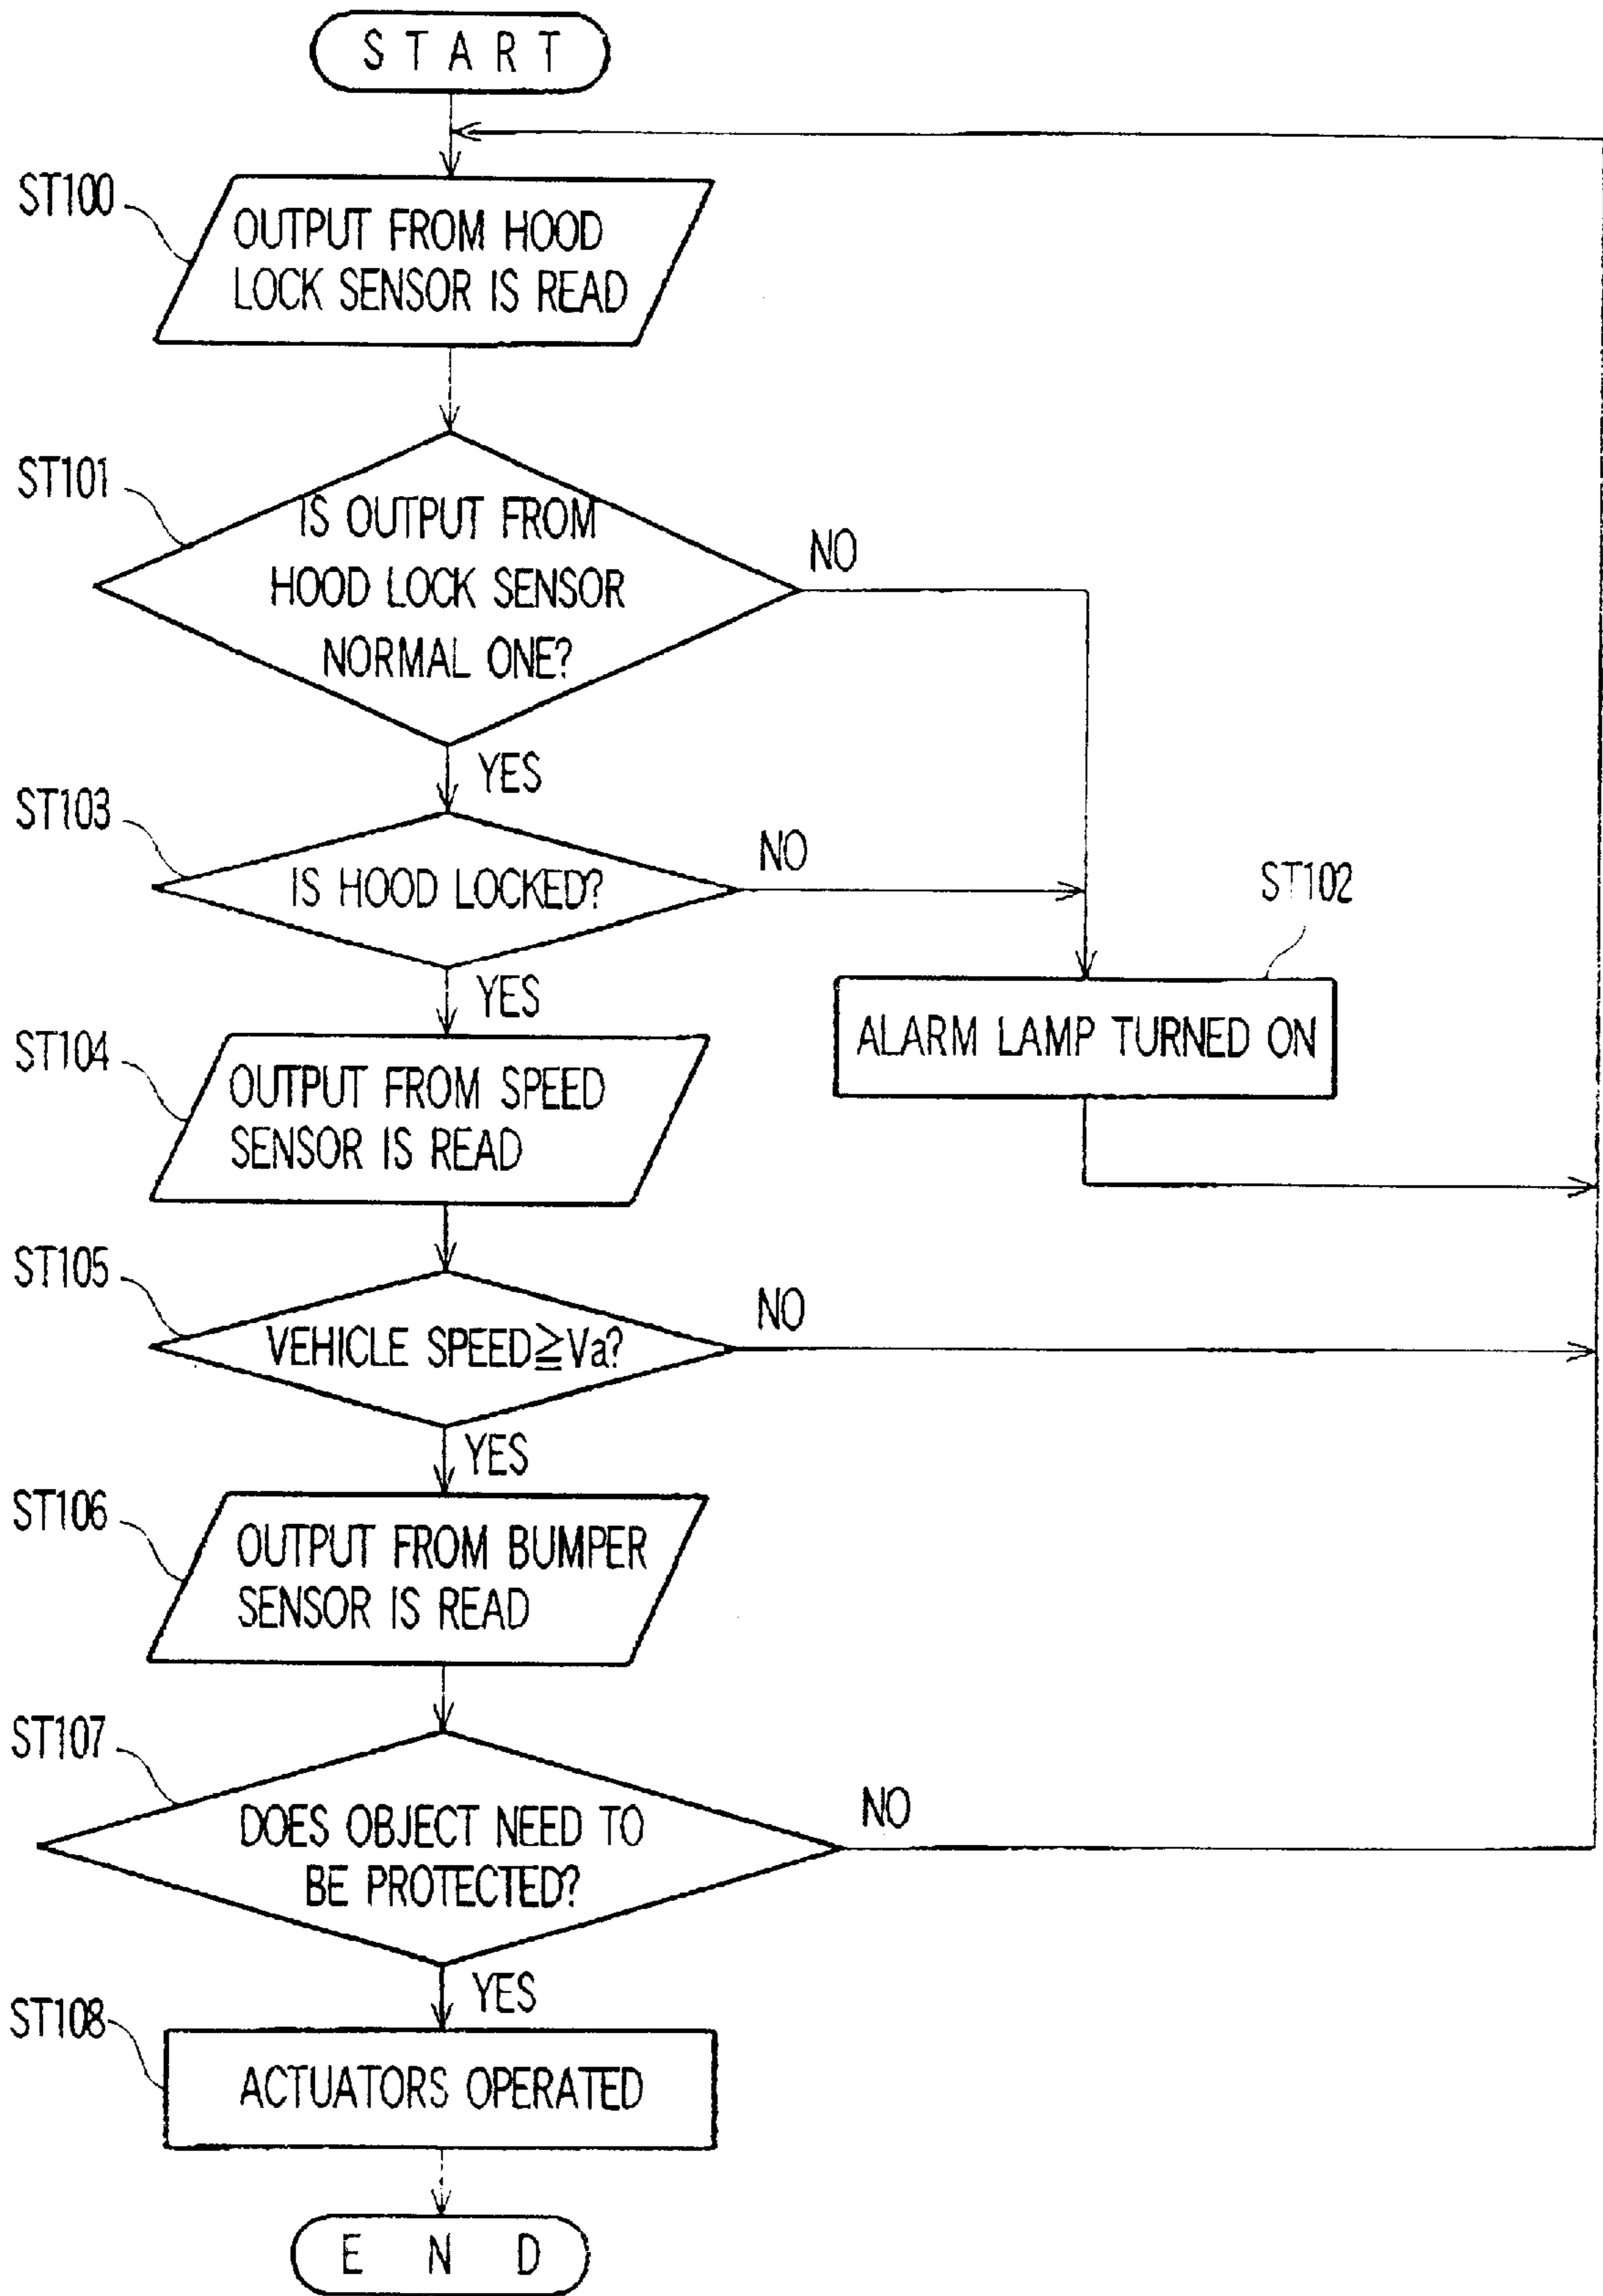 START
ST100
OUTPUT FROM HOOD
LOCK SENSOR IS READ
ST101
IS OUTPUT FROM
HOOD LOCK SENSOR
NORMAL ONE?
NO
YES
ST103
IS HOOD LOCKED?
NO
ST102
ALARM LAMP TURNED ON
YES
ST104
OUTPUT FROM SPEED
SENSOR IS READ
ST105
VEHICLE SPEED≧Va?
NO
YES
ST106
OUTPUT FROM BUMPER
SENSOR IS READ
ST107
DOES OBJECT NEED TO
BE PROTECTED?
NO
YES
ST108
ACTUATORS OPERATED
END